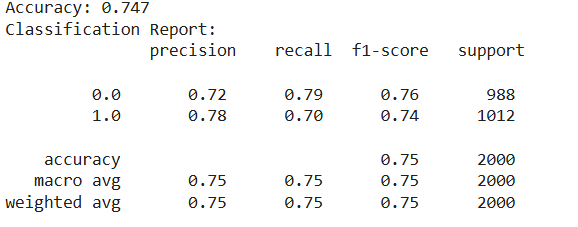 Accuracy: 0.747
Classification Report:
precision recall f1-score support
0.0 0.72 0.79 0.76 988
1.0 0.78 0.70 0.74 1012
accuracy 0.75 2000
macro avg 0.75 0.75 0.75 2000
weighted avg 0.75 0.75 0.75 2000